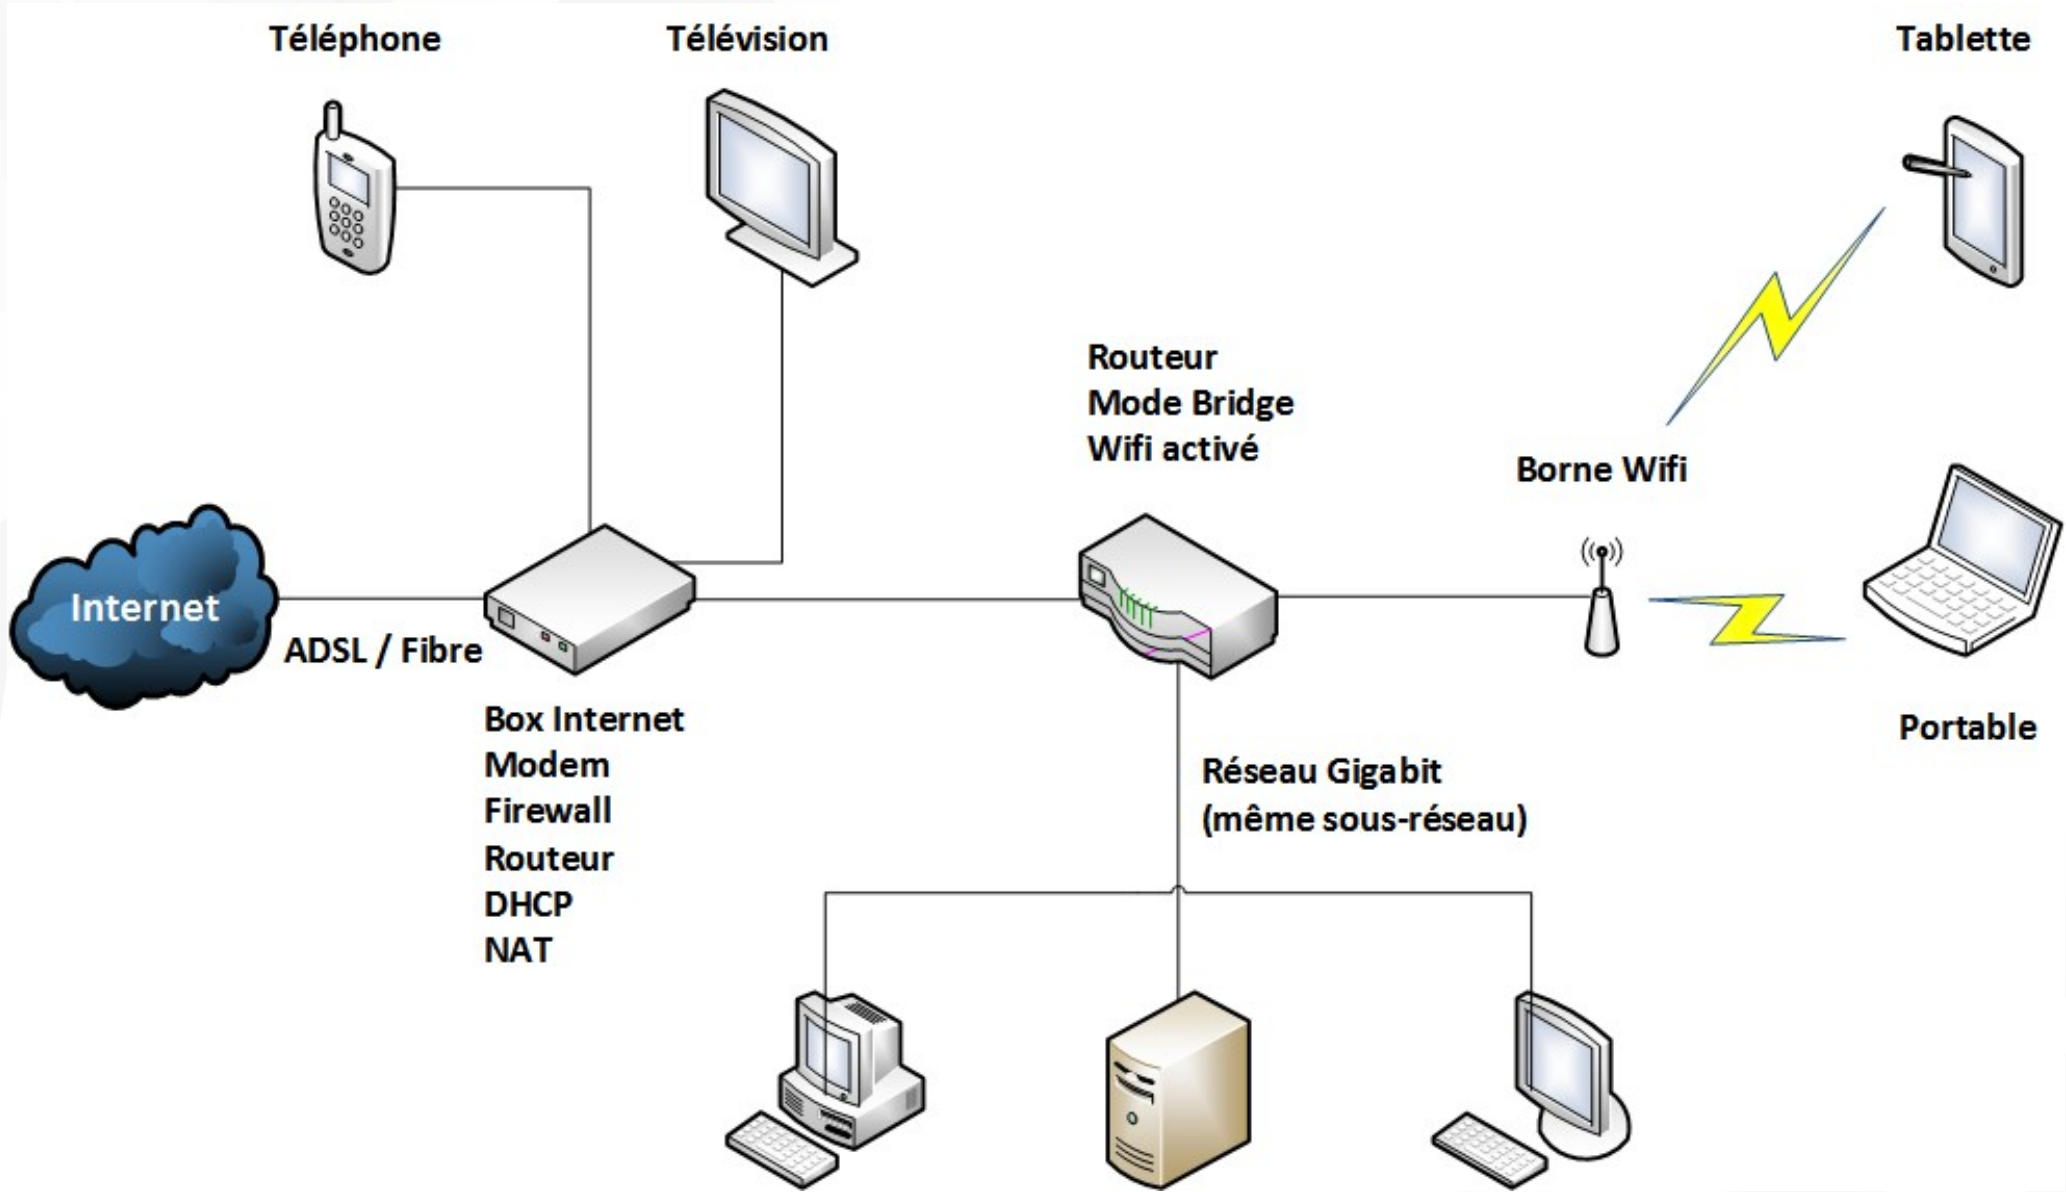 Téléphone
Télévision
Tablette
Routeur
Mode Bridge
Wifi activé
Borne Wifi
Internet
ADSL / Fibre
Box Internet
Modem
Firewall
Routeur
DHCP
NAT
Portable
Réseau Gigabit
(même sous-réseau)